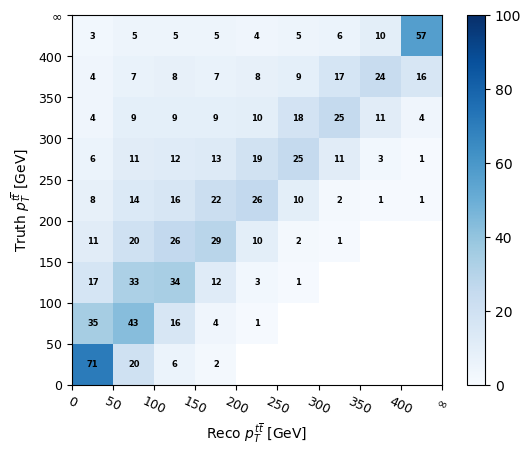 ∞ 3 5 5 5 4 5 6 10 57 100
400 4 7 8 7 8 9 17 24 16
350 4 9 9 9 10 18 25 11 4 80
300 6 11 12 13 19 25 11 3 1
250 8 14 16 22 26 10 2 1 1 60
200 11 20 26 29 10 2 1
150 17 33 34 12 3 1 40
100 35 43 16 4 1
50 71 20 6 2 20
0 0
0 50 100 150 200 250 300 350 400 ∞
Truth $p_T^{t\bar{t}}$ [GeV]
Reco $p_T^{t\bar{t}}$ [GeV]